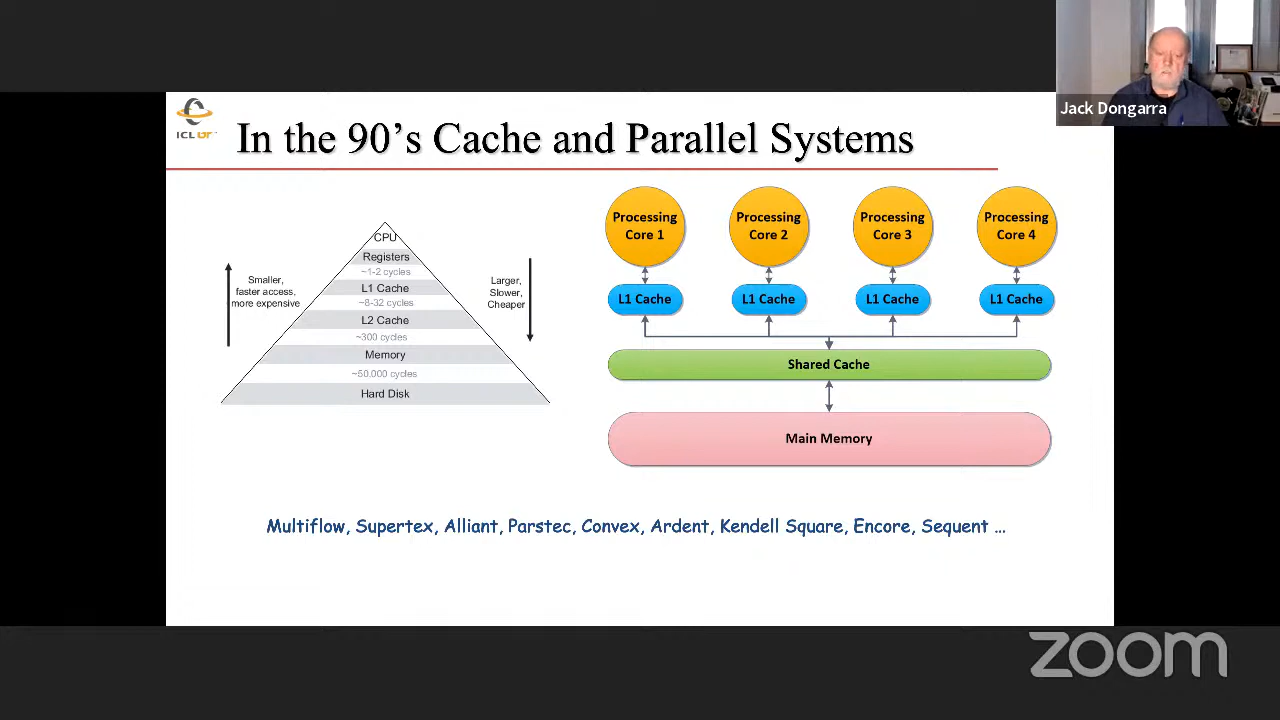 Jack Dongarra
ICL UT
In the 90's Cache and Parallel Systems
CPU
Registers
~1-2 cycles
L1 Cache
~8-32 cycles
L2 Cache
~300 cycles
Memory
~50.000 cycles
Hard Disk
Smaller,
faster access,
more expensive
Larger,
Slower,
Cheaper
Processing
Core 1
Processing
Core 2
Processing
Core 3
Processing
Core 4
L1 Cache
L1 Cache
L1 Cache
L1 Cache
Shared Cache
Main Memory
Multiflow, Supertex, Alliant, Parstec, Convex, Ardent, Kendell Square, Encore, Sequent ...
zoom